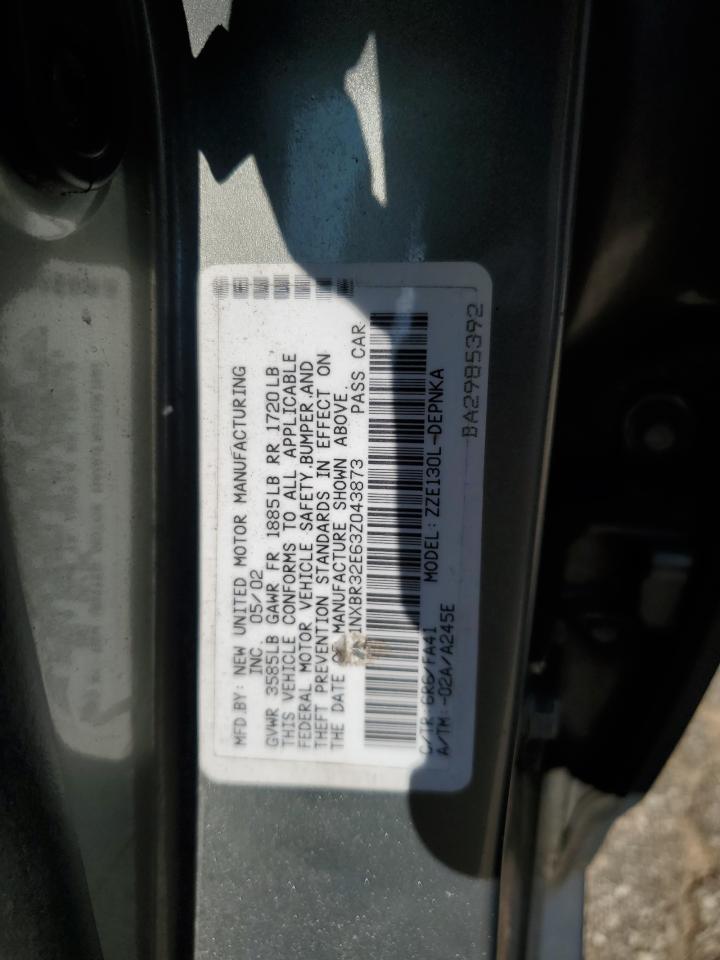 MFD.BY: NEW UNITED MOTOR MANUFACTURING
INC. 05/02
GVWR 3585LB GAWR FR 1885LB RR 1720LB
THIS VEHICLE CONFORMS TO ALL APPLICABLE
FEDERAL MOTOR VEHICLE SAFETY,BUMPER,AND
THEFT PREVENTION STANDARDS IN EFFECT ON
THE DATE OF MANUFACTURE SHOWN ABOVE.
1NXBR32E63Z043873 PASS CAR
C/TR:6R6/FA41 MODEL:ZZE130L-DEPNKA
A/TM:-02A/A245E
BA2985392